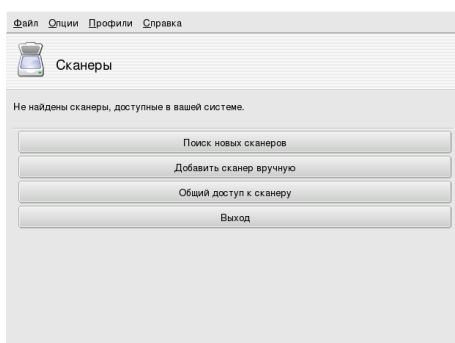 Файл Опции Профили Справка
Сканеры
Не найдены сканеры, доступные в вашей системе.
Поиск новых сканеров
Добавить сканер вручную
Общий доступ к сканеру
Выход